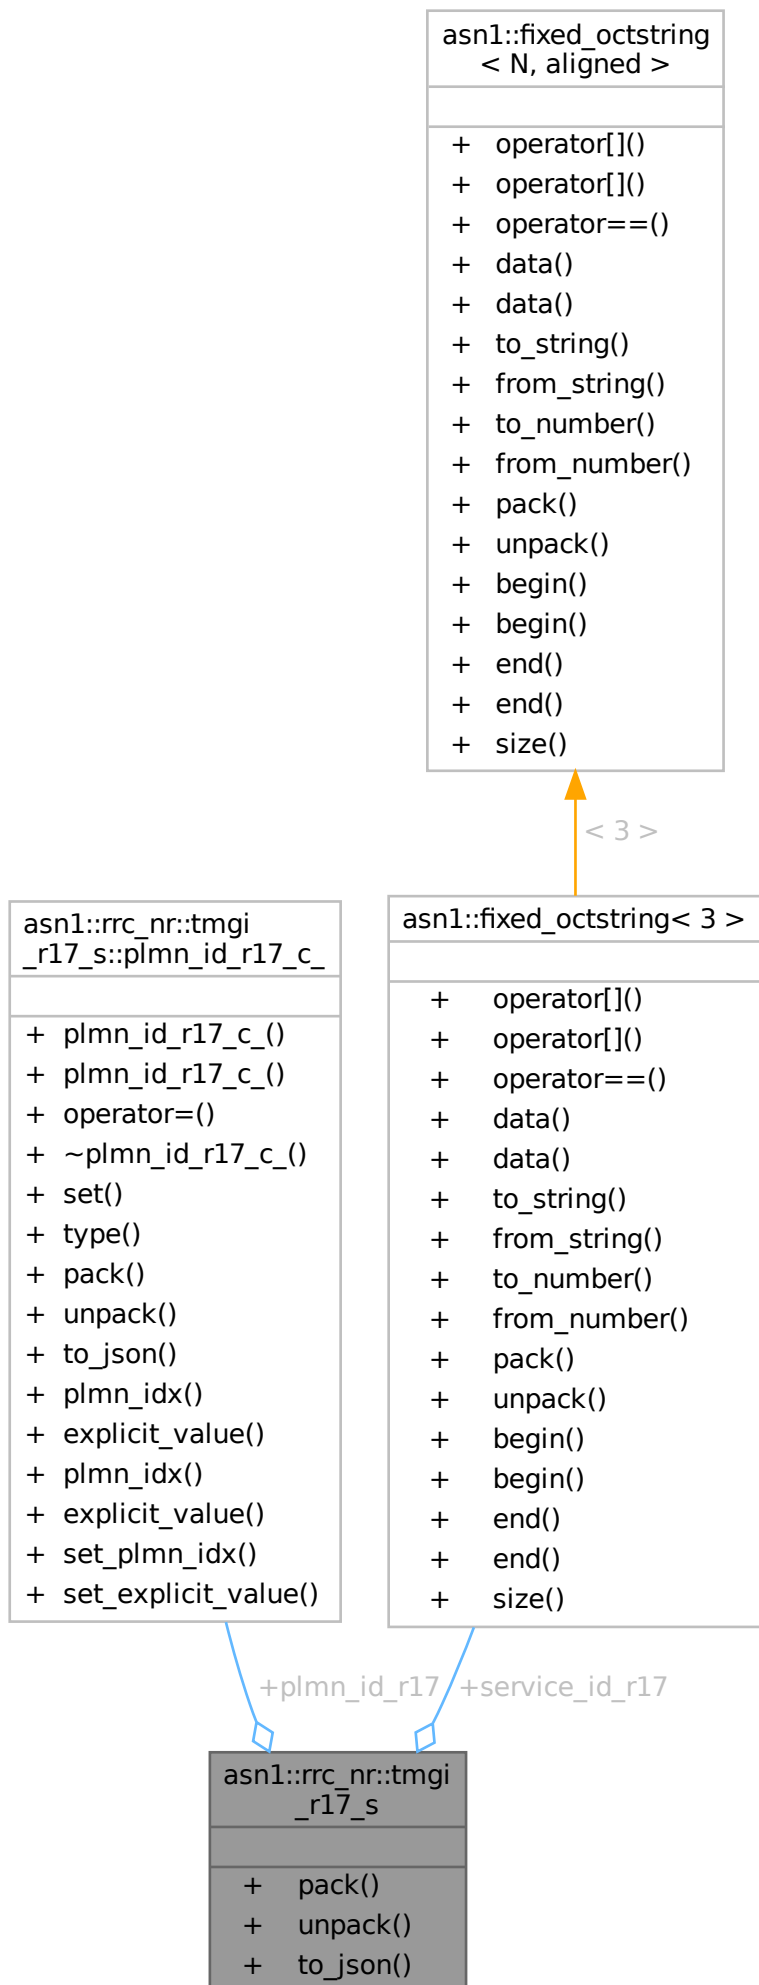 asn1::fixed_octstring
< N, aligned >
+ operator[]()
+ operator[]()
+ operator==()
+ data()
+ data()
+ to_string()
+ from_string()
+ to_number()
+ from_number()
+ pack()
+ unpack()
+ begin()
+ begin()
+ end()
+ end()
+ size()
< 3 >
asn1::rrc_nr::tmgi
_r17_s::plmn_id_r17_c_
+ plmn_id_r17_c_()
+ plmn_id_r17_c_()
+ operator=()
+ ~plmn_id_r17_c_()
+ set()
+ type()
+ pack()
+ unpack()
+ to_json()
+ plmn_idx()
+ explicit_value()
+ plmn_idx()
+ explicit_value()
+ set_plmn_idx()
+ set_explicit_value()
asn1::fixed_octstring< 3 >
+ operator[]()
+ operator[]()
+ operator==()
+ data()
+ data()
+ to_string()
+ from_string()
+ to_number()
+ from_number()
+ pack()
+ unpack()
+ begin()
+ begin()
+ end()
+ end()
+ size()
+plmn_id_r17
+service_id_r17
asn1::rrc_nr::tmgi
_r17_s
+ pack()
+ unpack()
+ to_json()